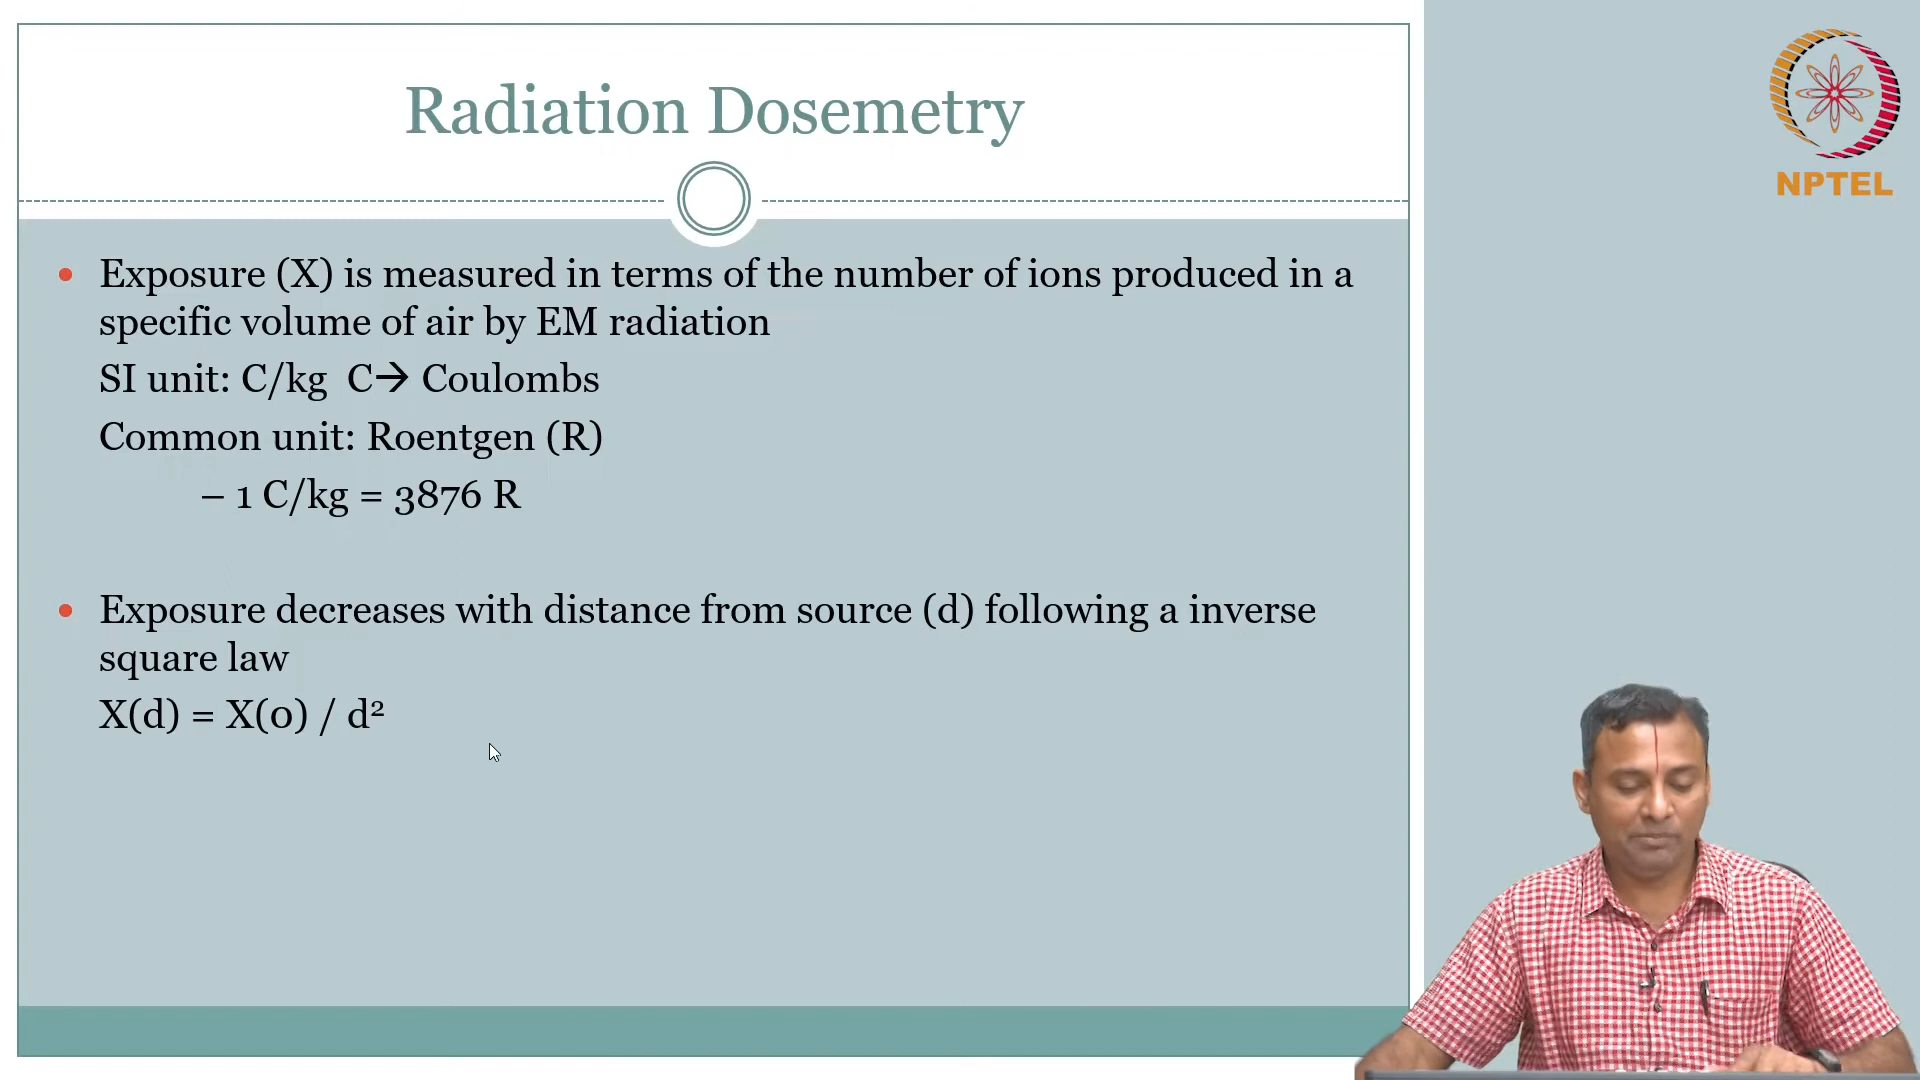 Radiation Dosemetry
NPTEL
• Exposure (X) is measured in terms of the number of ions produced in a
specific volume of air by EM radiation
SI unit: C/kg  C→ Coulombs
Common unit: Roentgen (R)
– 1 C/kg = 3876 R
• Exposure decreases with distance from source (d) following a inverse
square law
X(d) = X(0) / d²